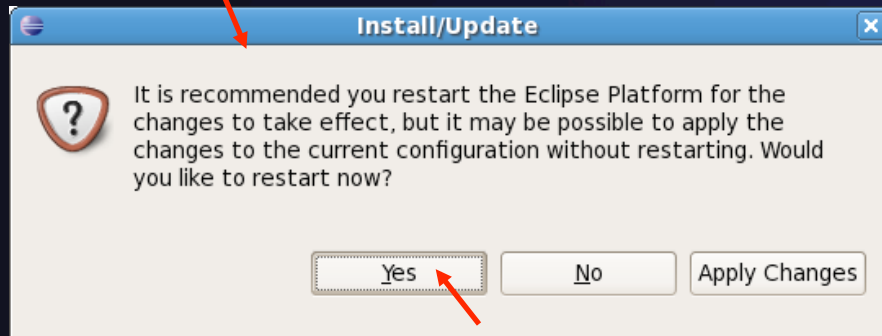 Install/Update
It is recommended you restart the Eclipse Platform for the
changes to take effect, but it may be possible to apply the
changes to the current configuration without restarting. Would
you like to restart now?
Yes No Apply Changes